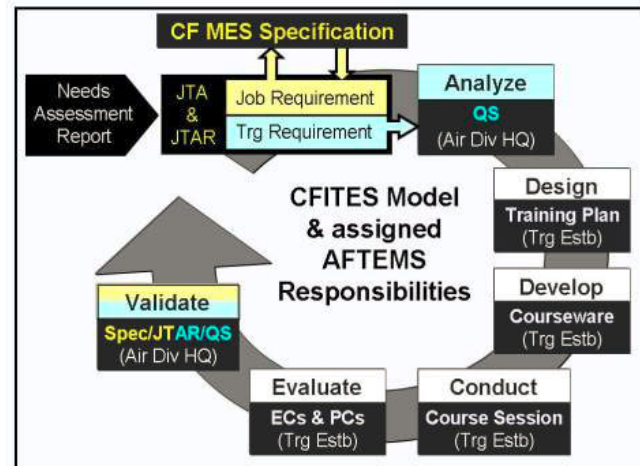 CF MES Specification
Needs
Assessment
Report
JTA
&
JTAR
Job Requirement
Trg Requirement
Analyze
QS
(Air Div HQ)
CFITES Model
& assigned
AFTEMS
Responsibilities
Design
Training Plan
(Trg Estb)
Develop
Courseware
(Trg Estb)
Conduct
Course Session
(Trg Estb)
Evaluate
ECs & PCs
(Trg Estb)
Validate
Spec/JTAR/QS
(Air Div HQ)